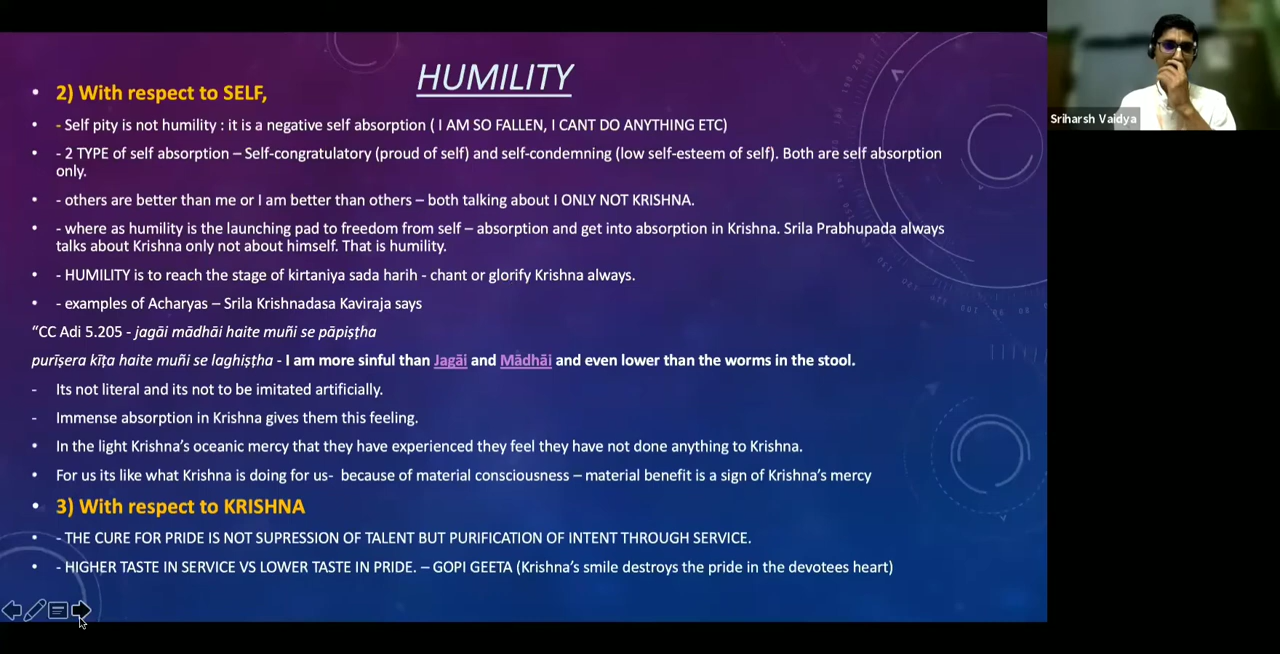 HUMILITY
• 2) With respect to SELF,
• - Self pity is not humility : it is a negative self absorption ( I AM SO FALLEN, I CANT DO ANYTHING ETC)
• - 2 TYPE of self absorption – Self-congratulatory (proud of self) and self-condemning (low self-esteem of self). Both are self absorption
only.
• - others are better than me or I am better than others – both talking about I ONLY NOT KRISHNA.
• - where as humility is the launching pad to freedom from self – absorption and get into absorption in Krishna. Srila Prabhupada always
talks about Krishna only not about himself. That is humility.
• - HUMILITY is to reach the stage of kirtaniya sada harih - chant or glorify Krishna always.
• - examples of Acharyas – Srila Krishnadasa Kaviraja says
“CC Adi 5.205 - jagāi mādhāi haite muñi se pāpiṣṭha
purīṣera kīṭa haite muñi se laghiṣṭha - I am more sinful than Jagāi and Mādhāi and even lower than the worms in the stool.
- Its not literal and its not to be imitated artificially.
- Immense absorption in Krishna gives them this feeling.
• In the light Krishna’s oceanic mercy that they have experienced they feel they have not done anything to Krishna.
• For us its like what Krishna is doing for us- because of material consciousness – material benefit is a sign of Krishna’s mercy
• 3) With respect to KRISHNA
• - THE CURE FOR PRIDE IS NOT SUPRESSION OF TALENT BUT PURIFICATION OF INTENT THROUGH SERVICE.
• - HIGHER TASTE IN SERVICE VS LOWER TASTE IN PRIDE. – GOPI GEETA (Krishna’s smile destroys the pride in the devotees heart)
Sriharsh Vaidya